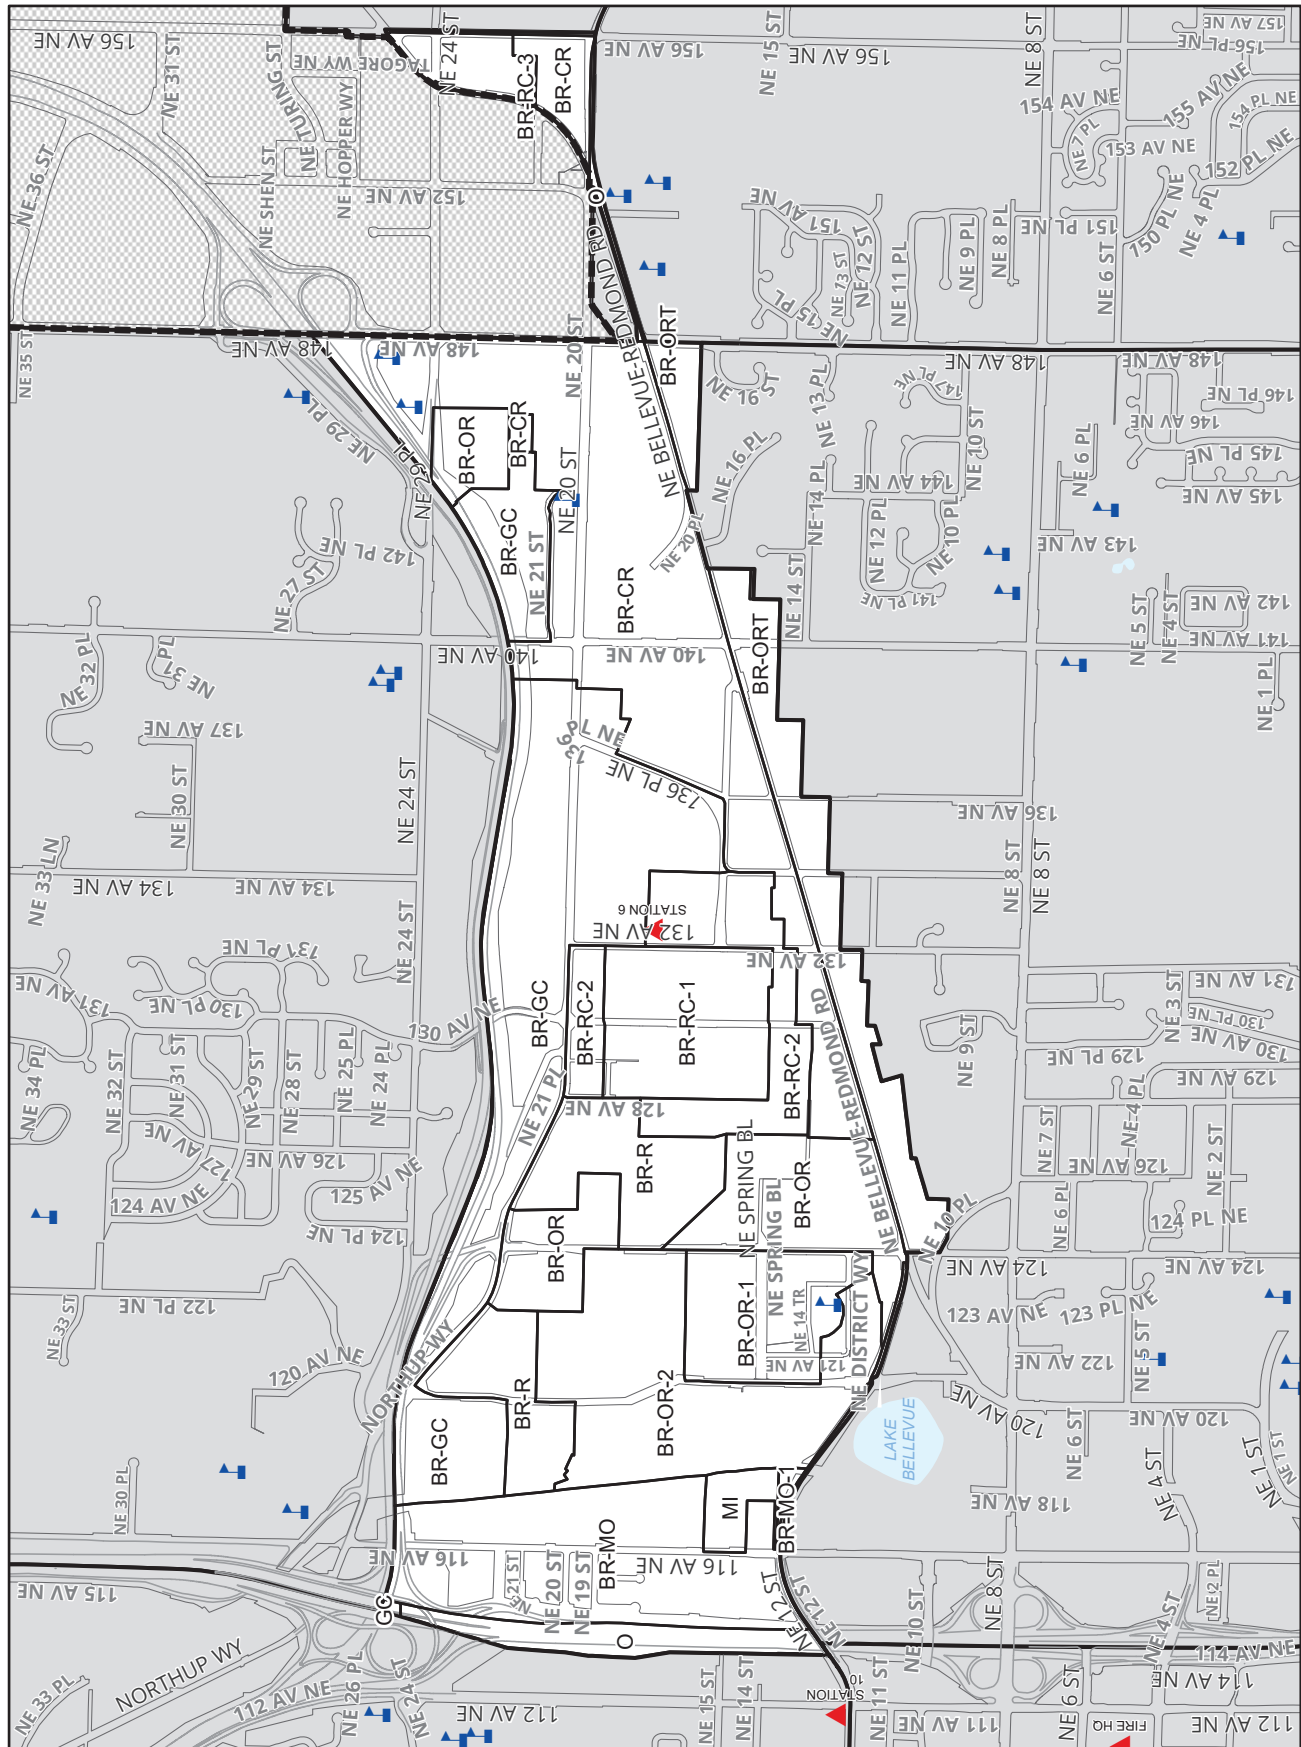 156 AV NE
NE 31 ST
NE 36 ST
NE SHEN ST
NE TURING ST
NE HOPPER WY
TAGORE WY NE
NE 24 ST
BR-RC-3
BR-CR
156 AV NE
NE 15 ST
156 AV NE
NE 8 ST
157 AV NE
156 PL NE
154 AV NE
155 AV NE
154 PL NE
NE 7 PL
153 AV NE
152 PL NE
152 AV NE
151 AV NE
NE 12 ST
NE 13 ST
NE 15 PL
NE 11 PL
NE 9 PL
NE 8 PL
151 PL NE
150 PL NE
NE 4 PL
NE 6 ST
O
NE BELLEVUE-REDMOND RD
NE 35 ST
148 AV NE
148 AV NE
NE 20 ST
BR-ORT
148 AV NE
148 AV NE
NE 29 PL
NE 29 PL
NE 16 ST
NE 13 PL
147 PL NE
146 PL NE
146 AV NE
145 PL NE
145 AV NE
BR-OR
BR-CR
NE 20 ST
NE 16 PL
NE 14 PL
144 AV NE
NE 10 ST
NE 6 PL
142 PL NE
NE 27 ST
BR-GC
NE 21 ST
BR-CR
NE 20 PL
NE 14 ST
NE 12 PL
NE 10 PL
141 PL NE
143 AV NE
NE 5 ST
NE 4 ST
142 AV NE
141 AV NE
NE 1 PL
NE 32 PL
NE 31 PL
140 AV NE
140 AV NE
BR-ORT
137 AV NE
NE 30 ST
NE 24 ST
136 PL NE
136 PL NE
136 AV NE
NE 33 LN
134 AV NE
134 AV NE
NE 8 ST
NE 8 ST
STATION 6
132 AV NE
132 AV NE
131 PL NE
NE 24 ST
131 AV NE
130 PL NE
130 AV NE
BR-GC
BR-RC-2
BR-RC-1
BR-RC-2
NE BELLEVUE-REDMOND RD
131 AV NE
NE 3 ST
130 PL NE
130 AV NE
NE 9 ST
129 PL NE
129 AV NE
NE 34 PL
NE 32 ST
NE 31 ST
NE 29 ST
NE 28 ST
NE 25 PL
NE 24 PL
NE 21 PL
128 AV NE
127 AV NE
126 AV NE
125 AV NE
124 AV NE
124 PL NE
BR-R
NE SPRING BL
NE SPRING BL
BR-OR
NE 7 ST
NE 4 PL
126 AV NE
NE 2 ST
NE 6 PL
124 PL NE
NE 10 PL
BR-OR
124 AV NE
124 AV NE
122 PL NE
NE 33 ST
120 AV NE
NORTHUP WY
BR-OR-1
NE 14 TR
121 AV NE
NE DISTRICT WY
123 AV NE
123 PL NE
NE 5 ST
122 AV NE
BR-GC
BR-R
BR-OR-2
LAKE
BELLEVUE
120 AV NE
120 AV NE
NE 6 ST
NE 4 ST
NE 1 ST
NE 1 ST
NE 30 PL
118 AV NE
MI
BR-MO-1
BR-MO
116 AV NE
116 AV NE
115 AV NE
GC
NE 21 ST
NE 20 ST
NE 19 ST
NE 12 ST
NE 12 ST
NE 10 ST
NE 8 ST
NE 2 PL
NE 4 ST
O
NORTHUP WY
NE 33 PL
112 AV NE
NE 26 PL
NE 24 ST
112 AV NE
NE 15 ST
NE 14 ST
STATION
10
NE 11 ST
111 AV NE
NE 6 ST
FIRE HQ
114 AV NE
114 AV NE
112 AV NE